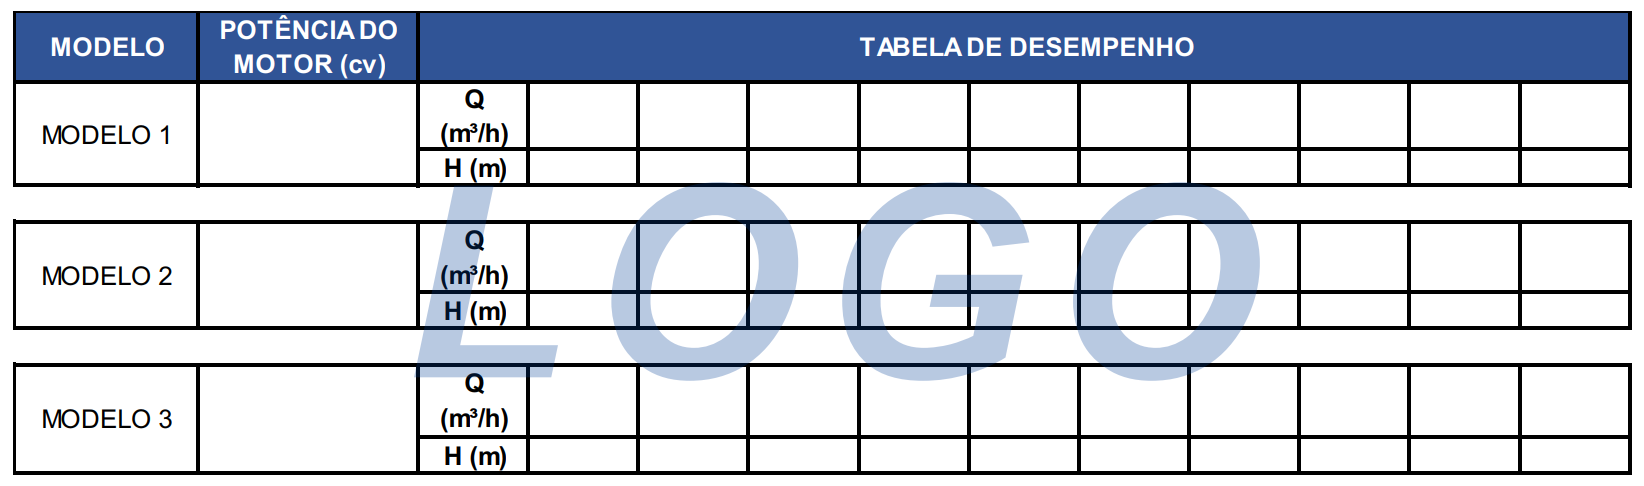 MODELO
POTÊNCIA DO
MOTOR (cv)
TABELA DE DESEMPENHO
MODELO 1
Q
(m³/h)
H (m)
MODELO 2
Q
(m³/h)
H (m)
MODELO 3
Q
(m³/h)
H (m)
LOGO